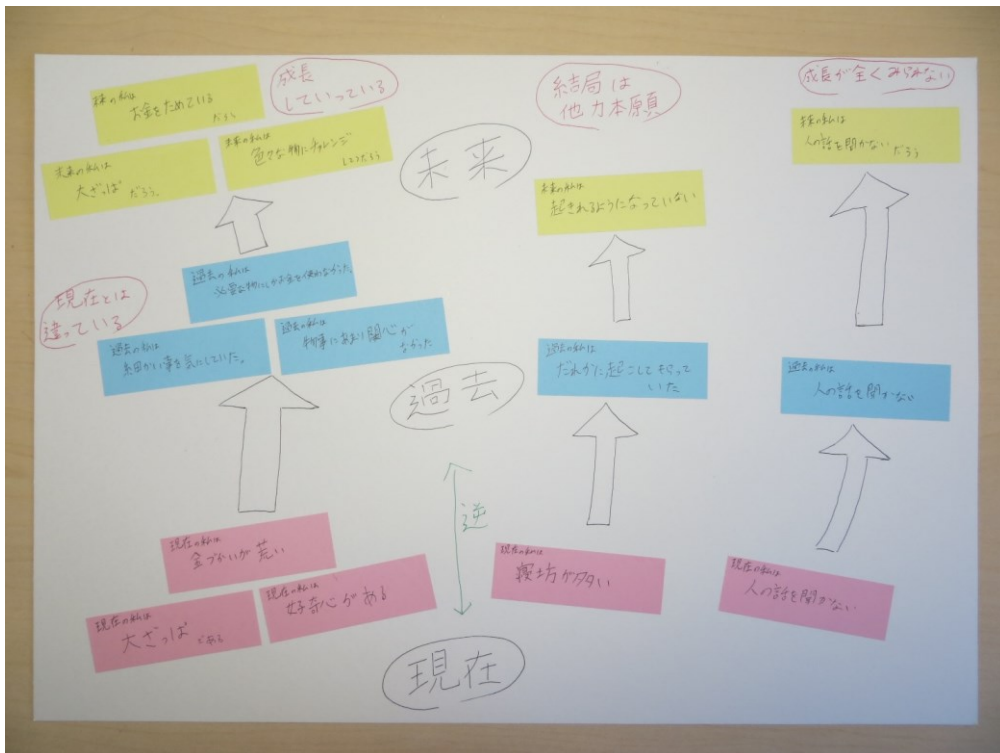 成長
していっている
結局は
他力本願
成長が全くみられない
未来の私は
お金をためている
だろう
未来の私は
大ざっぱ だろう。
未来の私は
色々な物にチャレンジ
しているだろう
未来
未来の私は
起きれるようになっていない
未来の私は
人の話を聞かない だろう
現在とは
違っている
過去の私は
必要な物にしかお金を使わなかった。
過去の私は
細かい事を気にしていた。
過去の私は
物事にあまり関心が
なかった
過去
過去の私は
だれかに起こしてもらって
いた
過去の私は
人の話を聞かない
逆
現在の私は
金づかいが荒い
現在の私は
大ざっぱ である
現在の私は
好奇心がある
現在の私は
寝坊が多い
現在の私は
人の話を聞かない
現在